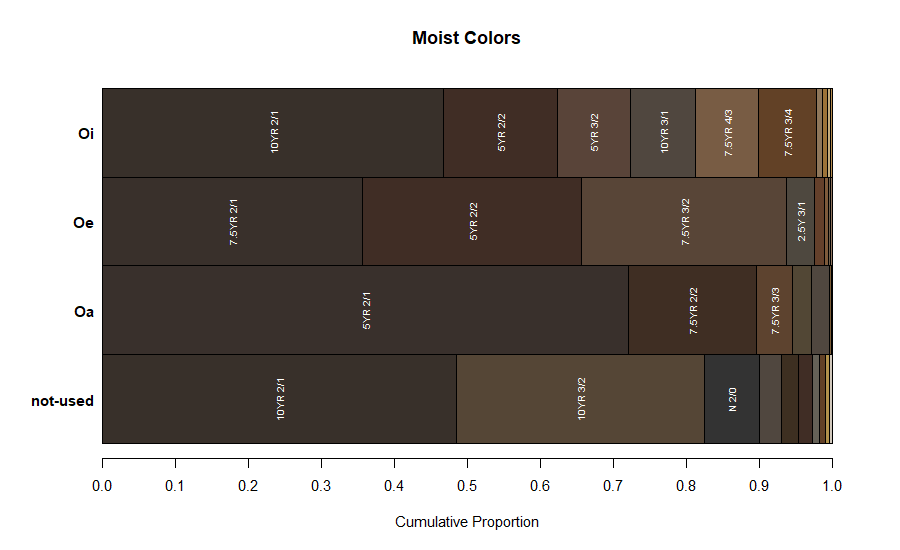 Moist Colors
Oi
10YR 2/1
5YR 2/2
5YR 3/2
10YR 3/1
7.5YR 4/3
7.5YR 3/4
Oe
7.5YR 2/1
5YR 2/2
7.5YR 3/2
2.5Y 3/1
Oa
5YR 2/1
7.5YR 2/2
7.5YR 3/3
not-used
10YR 2/1
10YR 3/2
N 2/0
0.0 0.1 0.2 0.3 0.4 0.5 0.6 0.7 0.8 0.9 1.0
Cumulative Proportion